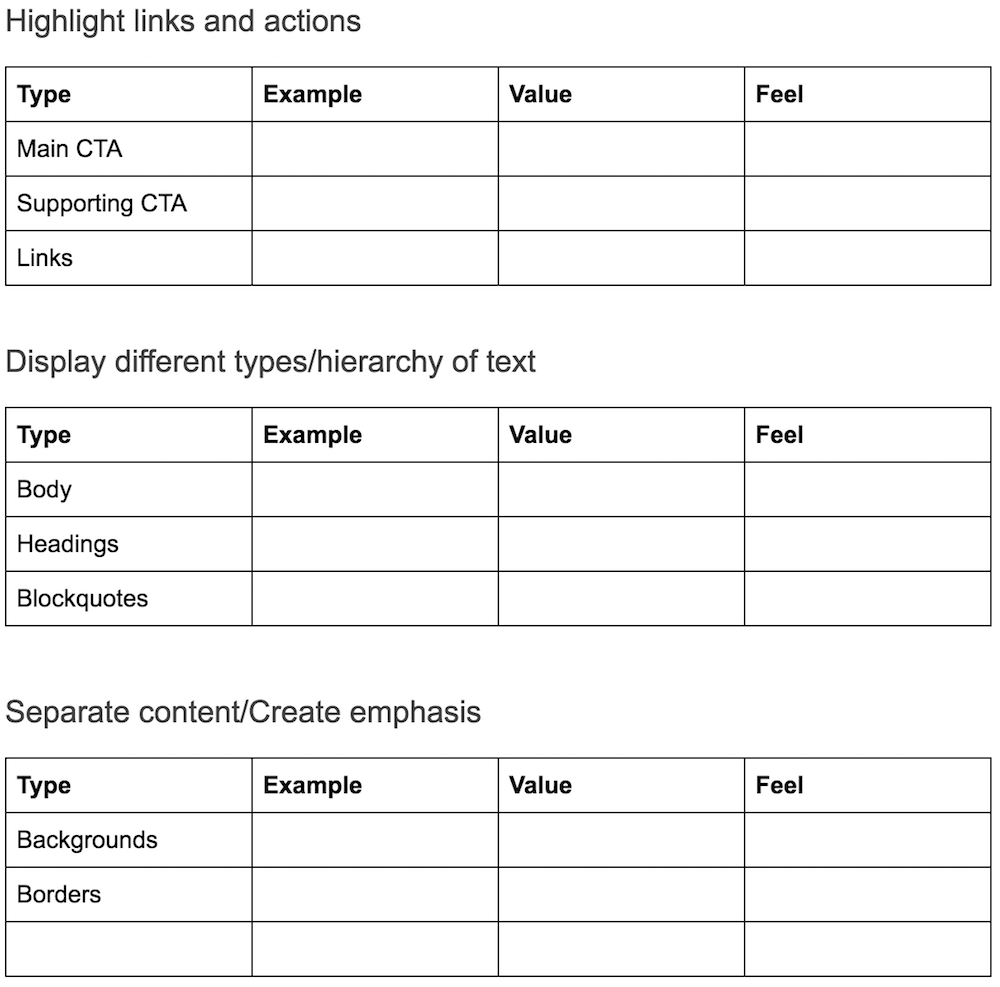 Highlight links and actions
Type Example Value Feel
Main CTA
Supporting CTA
Links
Display different types/hierarchy of text
Type Example Value Feel
Body
Headings
Blockquotes
Separate content/Create emphasis
Type Example Value Feel
Backgrounds
Borders